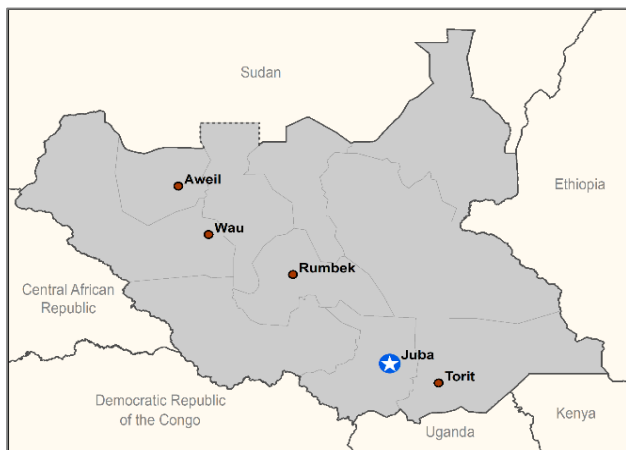 Sudan
Aweil
Ethiopia
Wau
Rumbek
Central African
Republic
Juba
Torit
Democratic Republic
of the Congo
Kenya
Uganda